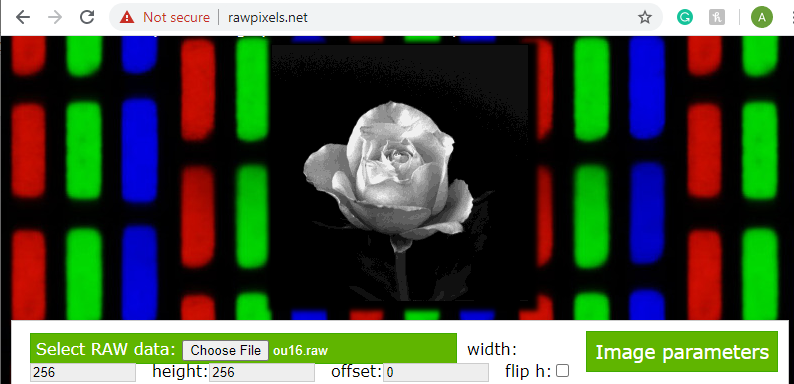 Not secure | rawpixels.net
A
Select RAW data: Choose File ou16.raw width:
Image parameters
256 height: 256 offset: 0 flip h: